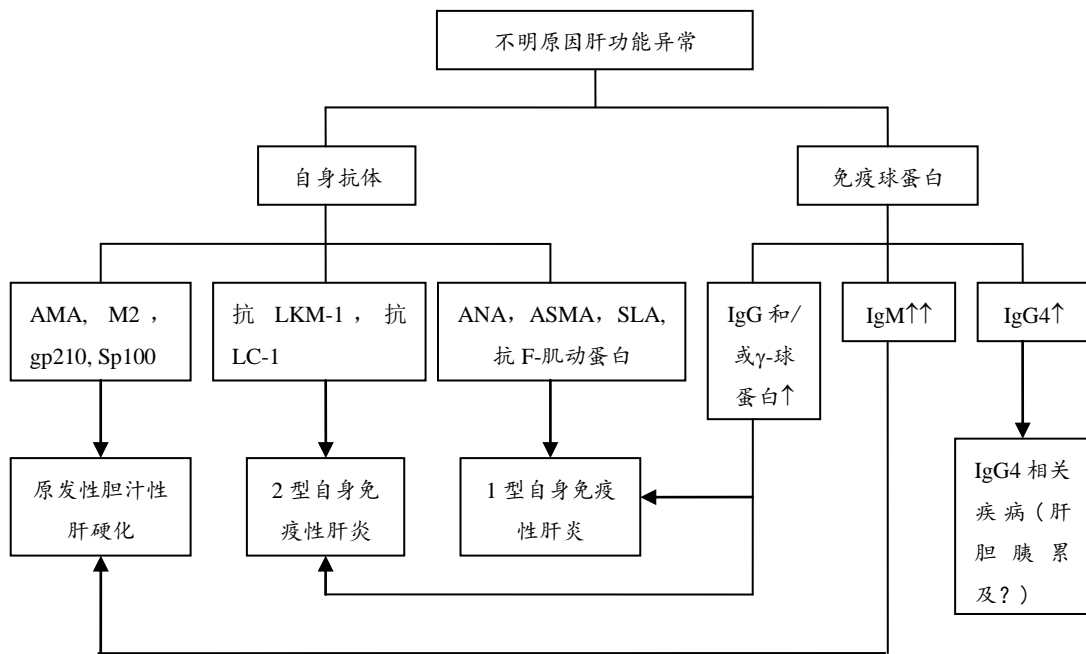 不明原因肝功能异常
自身抗体
免疫球蛋白
AMA, M2，
gp210, Sp100
抗 LKM-1，抗
LC-1
ANA，ASMA，SLA,
抗 F-肌动蛋白
IgG 和/
或γ-球
蛋白↑
IgM↑↑
IgG4↑
原发性胆汁性
肝硬化
2 型自身免
疫性肝炎
1 型自身免疫
性肝炎
IgG4 相关
疾病（肝
胆胰累
及？）